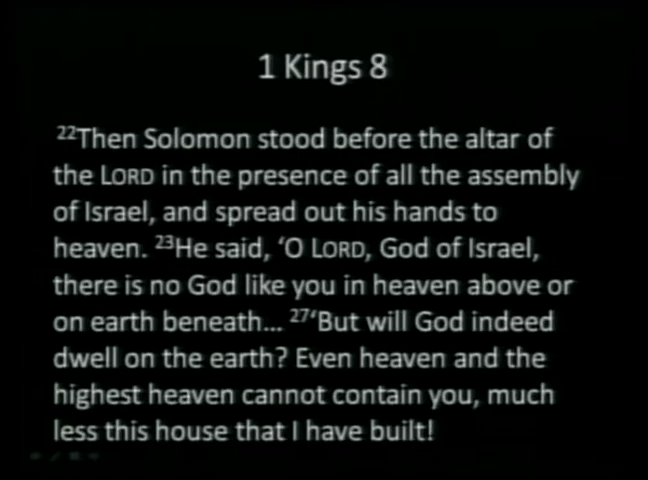 1 Kings 8
²²Then Solomon stood before the altar of
the LORD in the presence of all the assembly
of Israel, and spread out his hands to
heaven. ²³He said, ‘O LORD, God of Israel,
there is no God like you in heaven above or
on earth beneath... ²⁷‘But will God indeed
dwell on the earth? Even heaven and the
highest heaven cannot contain you, much
less this house that I have built!